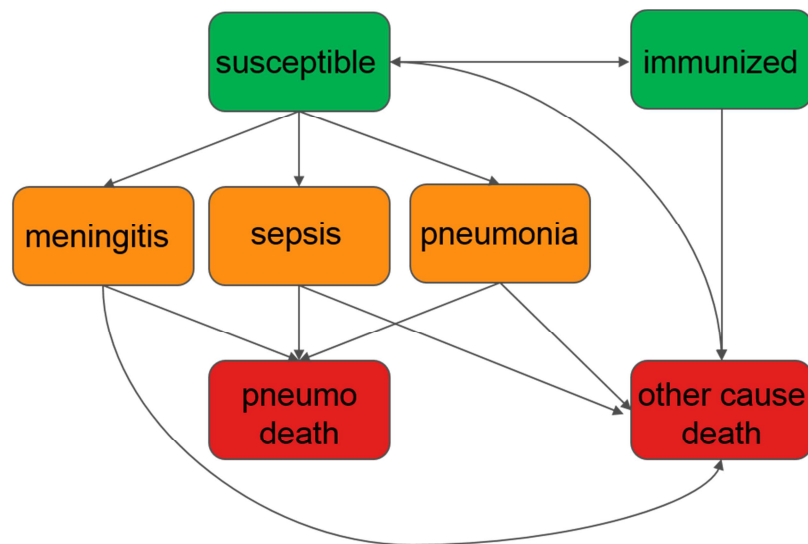 susceptible
immunized
meningitis
sepsis
pneumonia
pneumo
death
other cause
death